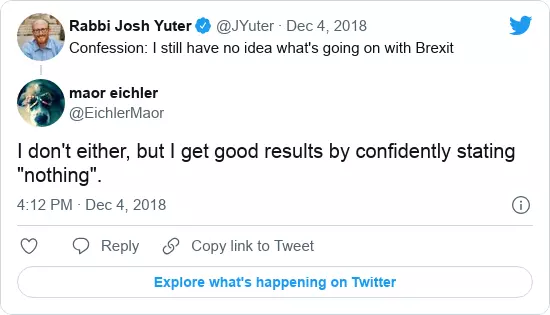 Rabbi Josh Yuter @JYuter · Dec 4, 2018
Confession: I still have no idea what's going on with Brexit
maor eichler
@EichlerMaor
I don't either, but I get good results by confidently stating
"nothing".
4:12 PM · Dec 4, 2018
Reply Copy link to Tweet
Explore what's happening on Twitter